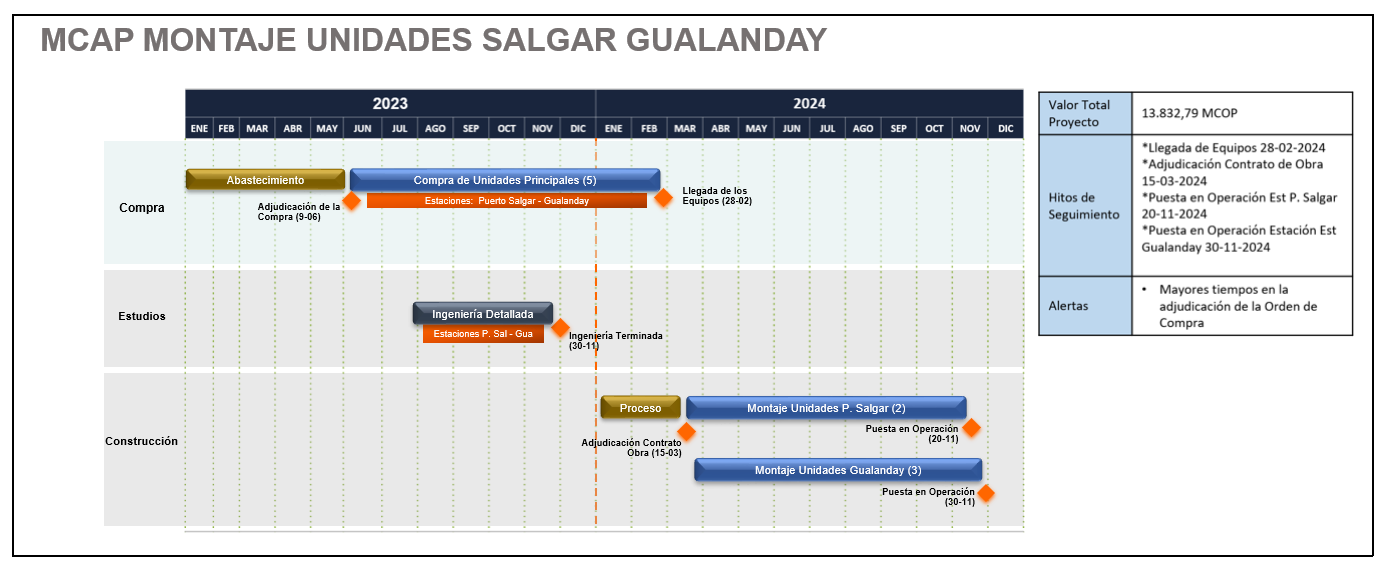 MCAP MONTAJE UNIDADES SALGAR GUALANDAY
2023
2024
ENE FEB MAR ABR MAY JUN JUL AGO SEP OCT NOV DIC ENE FEB MAR ABR MAY JUN JUL AGO SEP OCT NOV DIC
Compra
Abastecimiento
Compra de Unidades Principales (5)
Estaciones: Puerto Salgar - Gualanday
Adjudicación de la
Compra (9-06)
Llegada de los
Equipos (28-02)
Estudios
Ingeniería Detallada
Estaciones P. Sal - Gua
Ingeniería Terminada
(30-11)
Construcción
Proceso
Montaje Unidades P. Salgar (2)
Adjudicación Contrato
Obra (15-03)
Puesta en Operación
(20-11)
Montaje Unidades Gualanday (3)
Puesta en Operación
(30-11)
Valor Total
Proyecto
13.832,79 MCOP
Hitos de
Seguimiento
*Llegada de Equipos 28-02-2024
*Adjudicación Contrato de Obra
15-03-2024
*Puesta en Operación Est P. Salgar
20-11-2024
*Puesta en Operación Estación Est
Gualanday 30-11-2024
Alertas
• Mayores tiempos en la
adjudicación de la Orden de
Compra